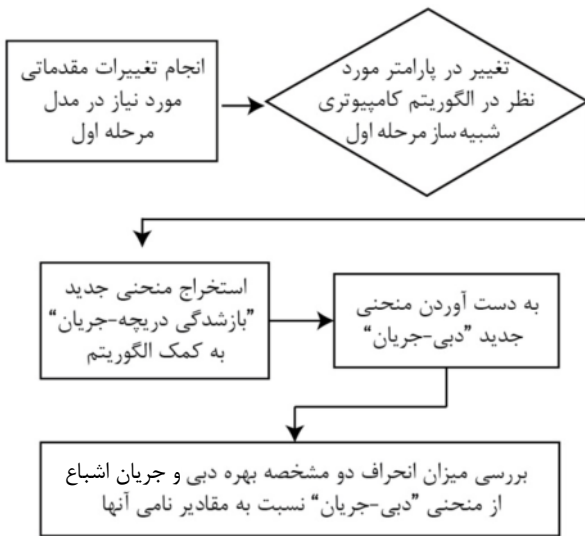 انجام تغییرات مقدماتی
مورد نیاز در مدل
مرحله اول
تغییر در پارامتر مورد
نظر در الگوریتم کامپیوتری
شبیه ساز مرحله اول
استخراج منحنی جدید
"بازشدگی دریچه-جریان"
به کمک الگوریتم
به دست آوردن منحنی
جدید "دبی-جریان"
بررسی میزان انحراف دو مشخصه بهره دبی و جریان اشباع
از منحنی "دبی-جریان" نسبت به مقادیر نامی آنها